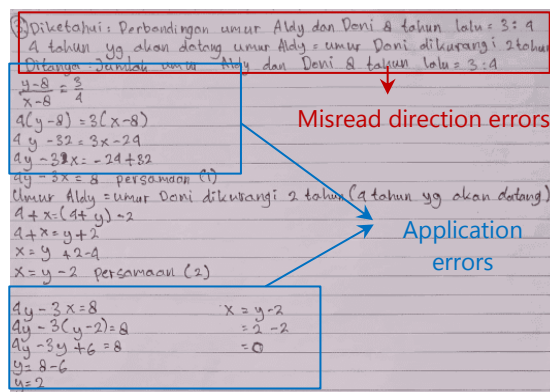 ③ Diketahui: Perbandingan umur Aldy dan Doni 8 tahun lalu = 3 : 4
4 tahun yg akan datang umur Aldy = umur Doni dikurangi 2 tahun
Ditanya Jumlah umur Aldy dan Doni 8 tahun lalu = 3 : 4
y-8/x-8 = 3/4
Misread direction errors
4(y-8) = 3(x-8)
4y - 32 = 3x - 24
4y - 3x = -24 + 32
4y - 3x = 8 persamaan (1)
Umur Aldy = umur Doni dikurangi 2 tahun (4 tahun yg akan datang)
4 + x = (4 + y) - 2
4 + x = y + 2
x = y + 2 - 4
x = y - 2 persamaan (2)
Application
errors
4y - 3x = 8 x = y - 2
4y - 3(y-2) = 8 = 2 - 2
4y - 3y + 6 = 8 = 0
y = 8 - 6
y = 2